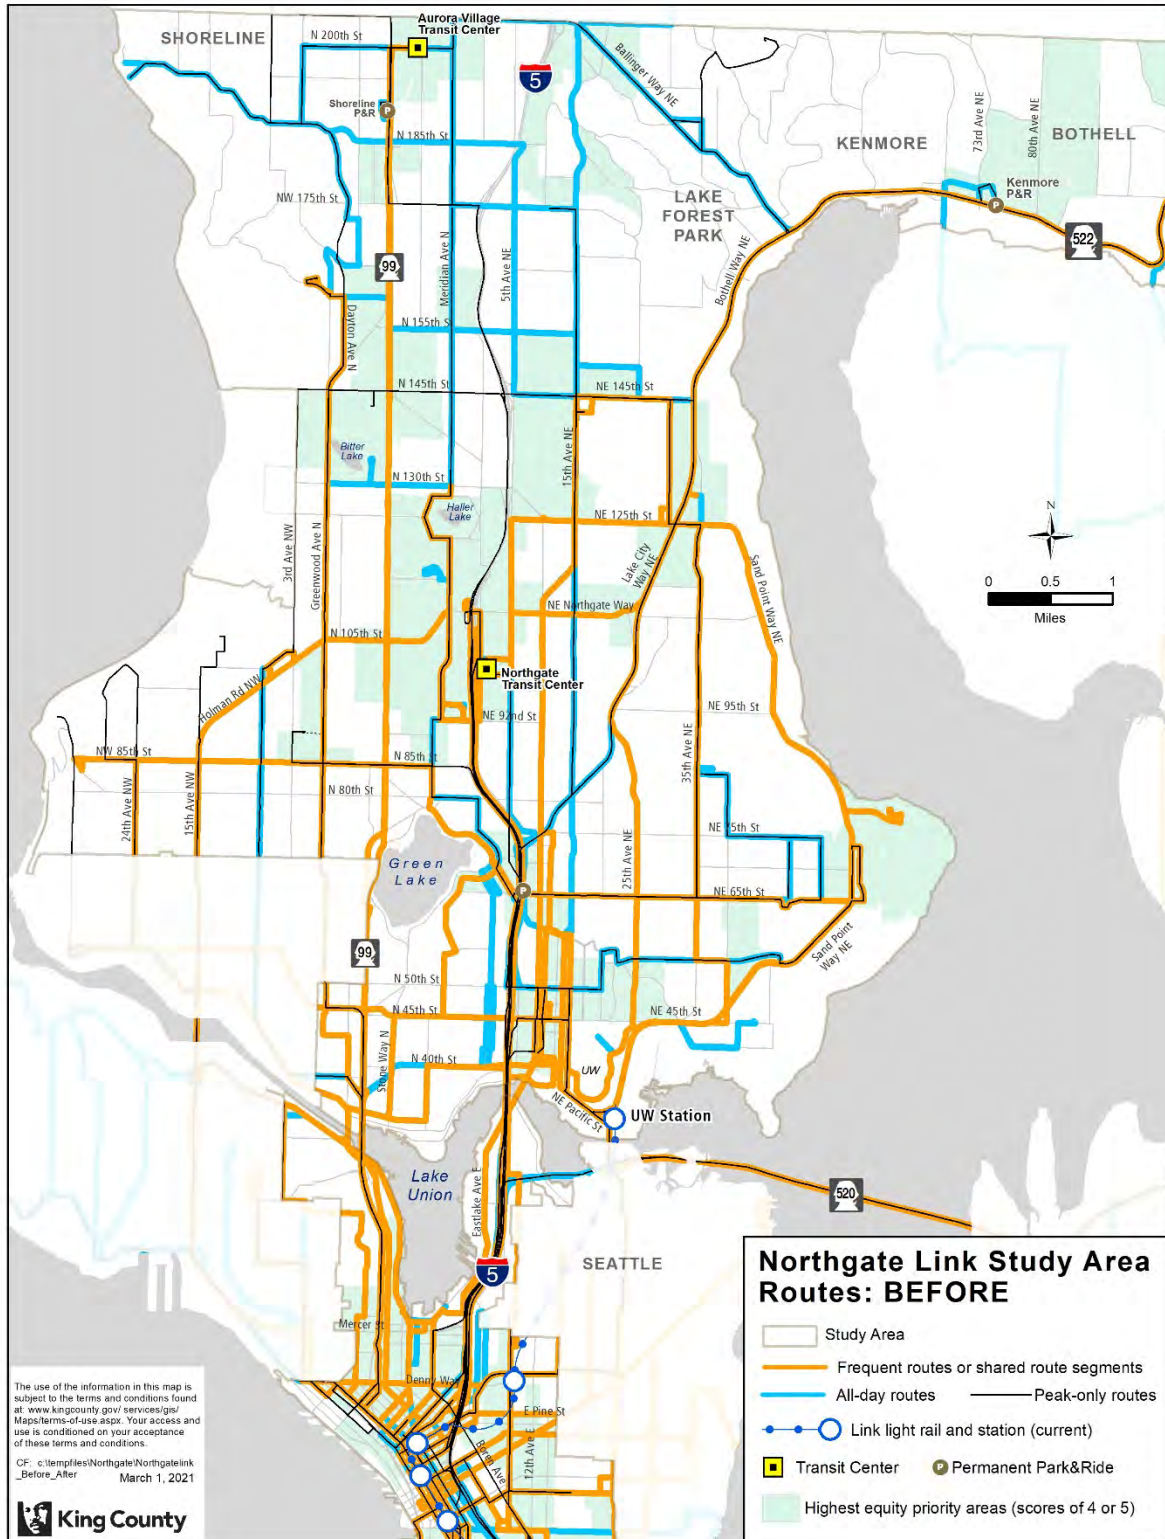 Aurora Village
Transit Center
SHORELINE
N 200th St
5
Ballinger Way NE
Shoreline
P&R
P
N 185th St
KENMORE
73rd Ave NE
80th Ave NE
BOTHELL
Kenmore
P&R
P
NW 175th St
LAKE
FOREST
PARK
522
99
Meridian Ave N
5th Ave NE
Bothell Way NE
Dayton Ave N
N 155th St
N 145th St
NE 145th St
Bitter
Lake
15th Ave NE
N 130th St
Haller
Lake
NE 125th St
N
3rd Ave NW
Greenwood Ave N
Lake City
Way NE
Sand Point Way NE
0 0.5 1
Miles
NE Northgate Way
N 105th St
Northgate
Transit Center
Holman Rd NW
NE 92nd St
NE 95th St
NW 85th St
N 85th St
35th Ave NE
24th Ave NW
15th Ave NW
N 80th St
NE 75th St
Green
Lake
25th Ave NE
P
NE 65th St
99
Sand Point
Way NE
N 50th St
N 45th St
NE 45th St
Stone Way N
N 40th St
UW
NE Pacific St
UW Station
Lake
Union
Eastlake Ave E
520
5
SEATTLE
Mercer St
Denny Way
E Pine St
Boren Ave
12th Ave E
Northgate Link Study Area
Routes: BEFORE
Study Area
Frequent routes or shared route segments
All-day routes Peak-only routes
Link light rail and station (current)
Transit Center P Permanent Park&Ride
Highest equity priority areas (scores of 4 or 5)
The use of the information in this map is
subject to the terms and conditions found
at: www.kingcounty.gov/ services/gis/
Maps/terms-of-use.aspx. Your access and
use is conditioned on your acceptance
of these terms and conditions.
CF: c:\tempfiles\Northgate\Northgatelink
_Before_After
March 1, 2021
King County